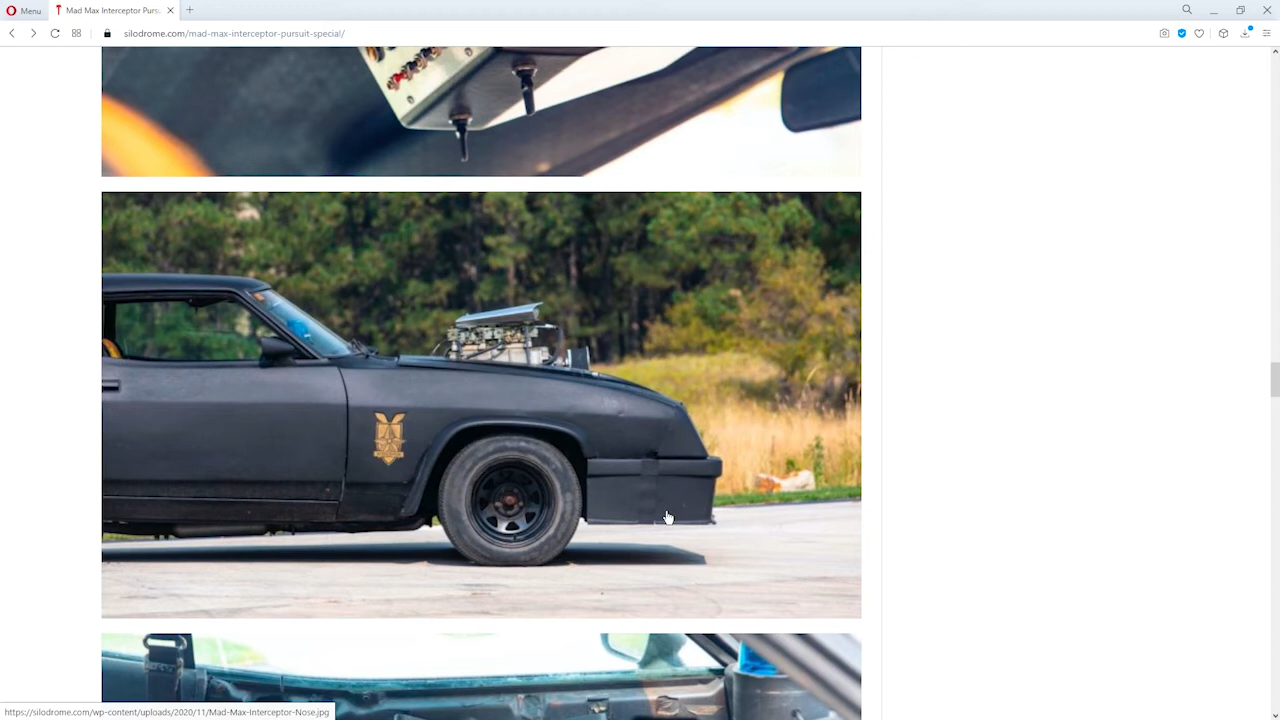 Menu
Mad Max Interceptor Pursu
silodrome.com/mad-max-interceptor-pursuit-special/
https://silodrome.com/wp-content/uploads/2020/11/Mad-Max-Interceptor-Nose.jpg